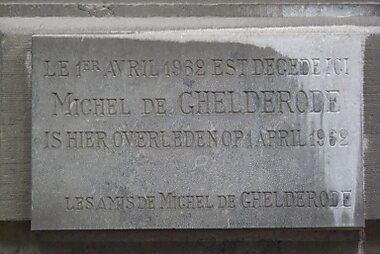 LE 1ER AVRIL 1962 EST DECEDE ICI
MICHEL DE GHELDERODE
IS HIER OVERLEDEN OP 1 APRIL 1962
LES AMIS DE MICHEL DE GHELDERODE